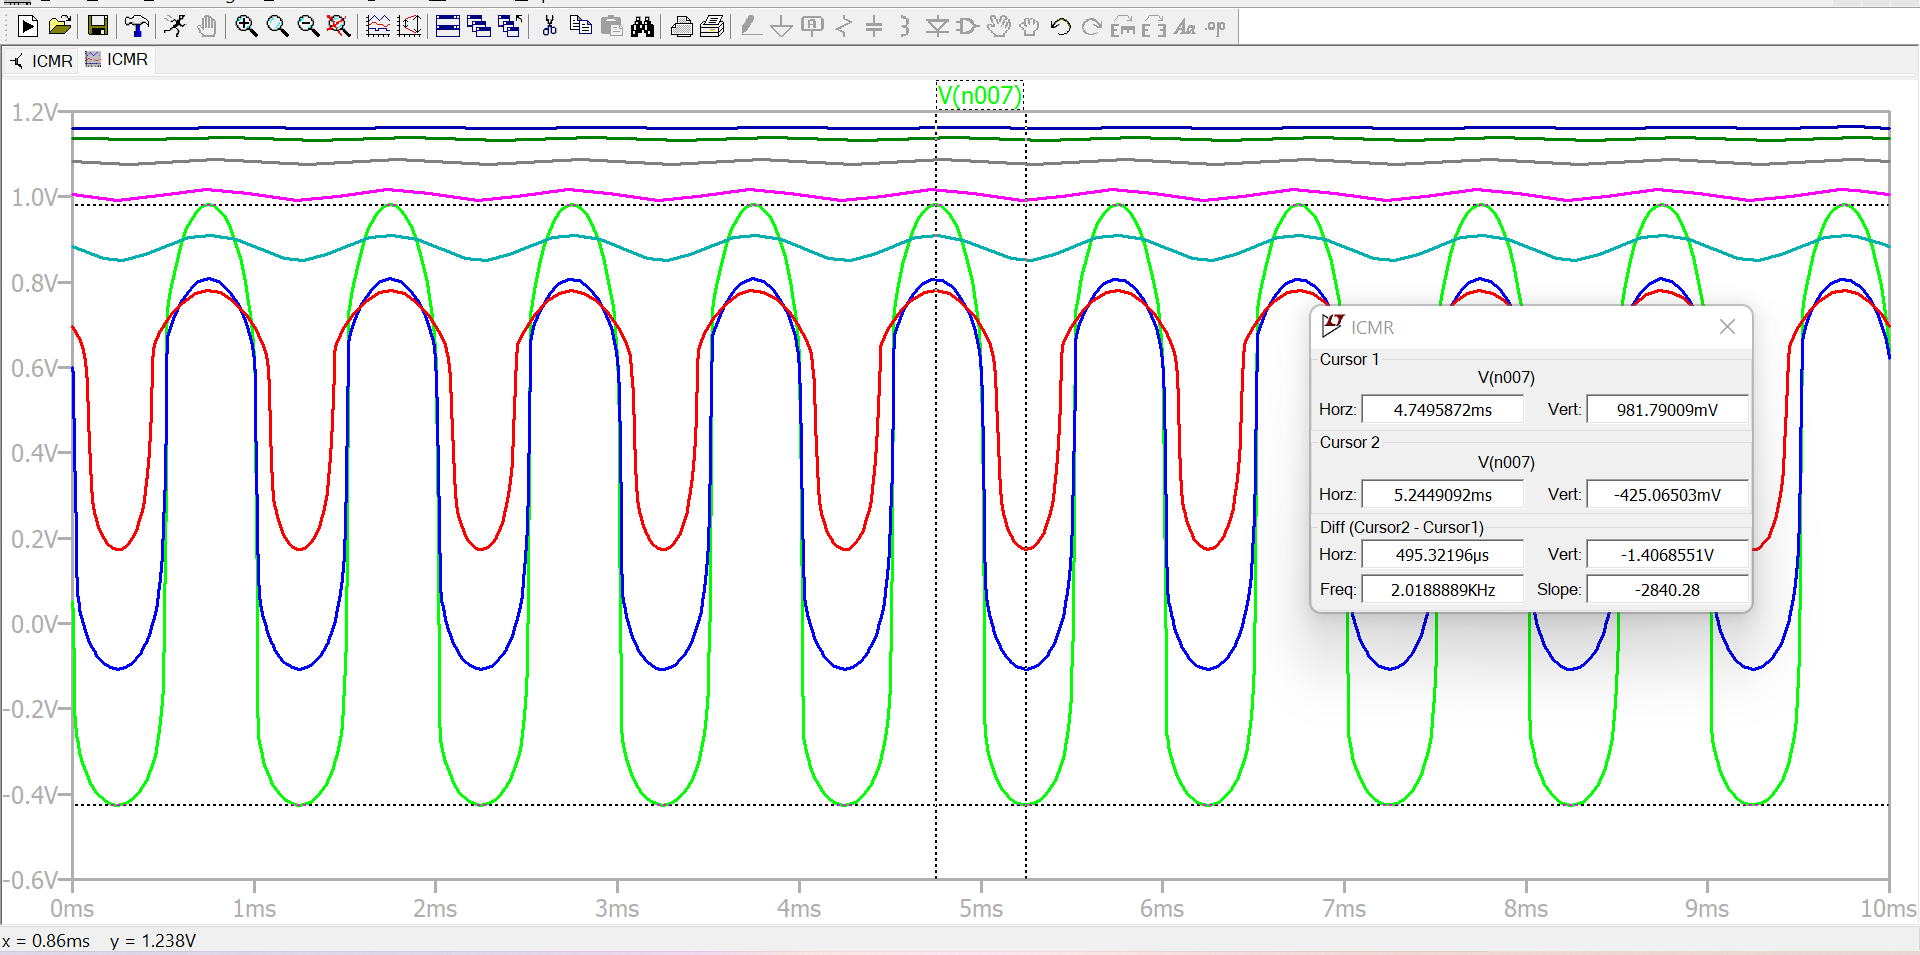 ICMR
ICMR
V(n007)
1.2V
1.0V
0.8V
0.6V
0.4V
0.2V
0.0V
-0.2V
-0.4V
-0.6V
0ms 1ms 2ms 3ms 4ms 5ms 6ms 7ms 8ms 9ms 10ms
ICMR
Cursor 1
V(n007)
Horz: 4.7495872ms Vert: 981.79009mV
Cursor 2
V(n007)
Horz: 5.2449092ms Vert: -425.06503mV
Diff (Cursor2 - Cursor1)
Horz: 495.32196µs Vert: -1.4068551V
Freq: 2.0188889KHz Slope: -2840.28
Aa .op
x = 0.86ms y = 1.238V